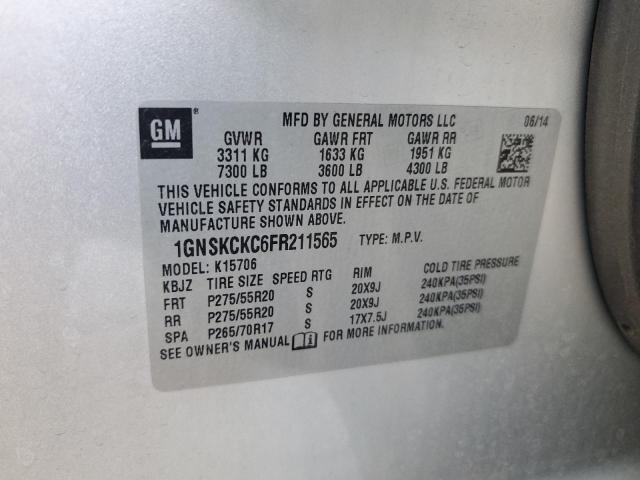 GM ®
MFD BY GENERAL MOTORS LLC 06/14
GVWR GAWR FRT GAWR RR
3311 KG 1633 KG 1951 KG
7300 LB 3600 LB 4300 LB
THIS VEHICLE CONFORMS TO ALL APPLICABLE U.S. FEDERAL MOTOR
VEHICLE SAFETY STANDARDS IN EFFECT ON THE DATE OF
MANUFACTURE SHOWN ABOVE.
1GNSKCKC6FR211565 TYPE: M.P.V.
MODEL: K15706
KBJZ TIRE SIZE SPEED RTG RIM COLD TIRE PRESSURE
FRT P275/55R20 S 20X9J 240KPA(35PSI)
RR P275/55R20 S 20X9J 240KPA(35PSI)
SPA P265/70R17 S 17X7.5J 240KPA(35PSI)
SEE OWNER'S MANUAL FOR MORE INFORMATION.